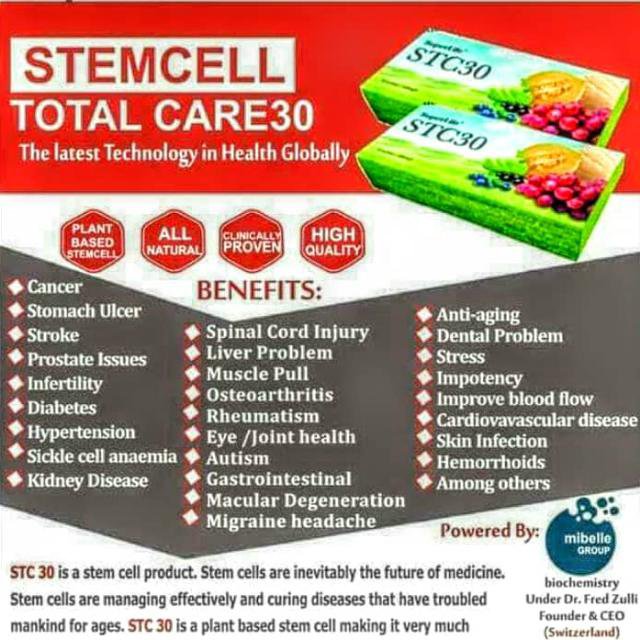 STEMCELL
TOTAL CARE30
The latest Technology in Health Globally
SuperLife
STC30
SuperLife
STC30
PLANT
BASED
STEMCELL
ALL
NATURAL
CLINICALLY
PROVEN
HIGH
QUALITY
BENEFITS:
Cancer
Stomach Ulcer
Stroke
Prostate Issues
Infertility
Diabetes
Hypertension
Sickle cell anaemia
Kidney Disease
Spinal Cord Injury
Liver Problem
Muscle Pull
Osteoarthritis
Rheumatism
Eye /Joint health
Autism
Gastrointestinal
Macular Degeneration
Migraine headache
Anti-aging
Dental Problem
Stress
Impotency
Improve blood flow
Cardiovavascular disease
Skin Infection
Hemorrhoids
Among others
Powered By:
mibelle
GROUP
biochemistry
Under Dr. Fred Zulli
Founder & CEO
(Switzerland)
STC 30 is a stem cell product. Stem cells are inevitably the future of medicine.
Stem cells are managing effectively and curing diseases that have troubled
mankind for ages. STC 30 is a plant based stem cell making it very much